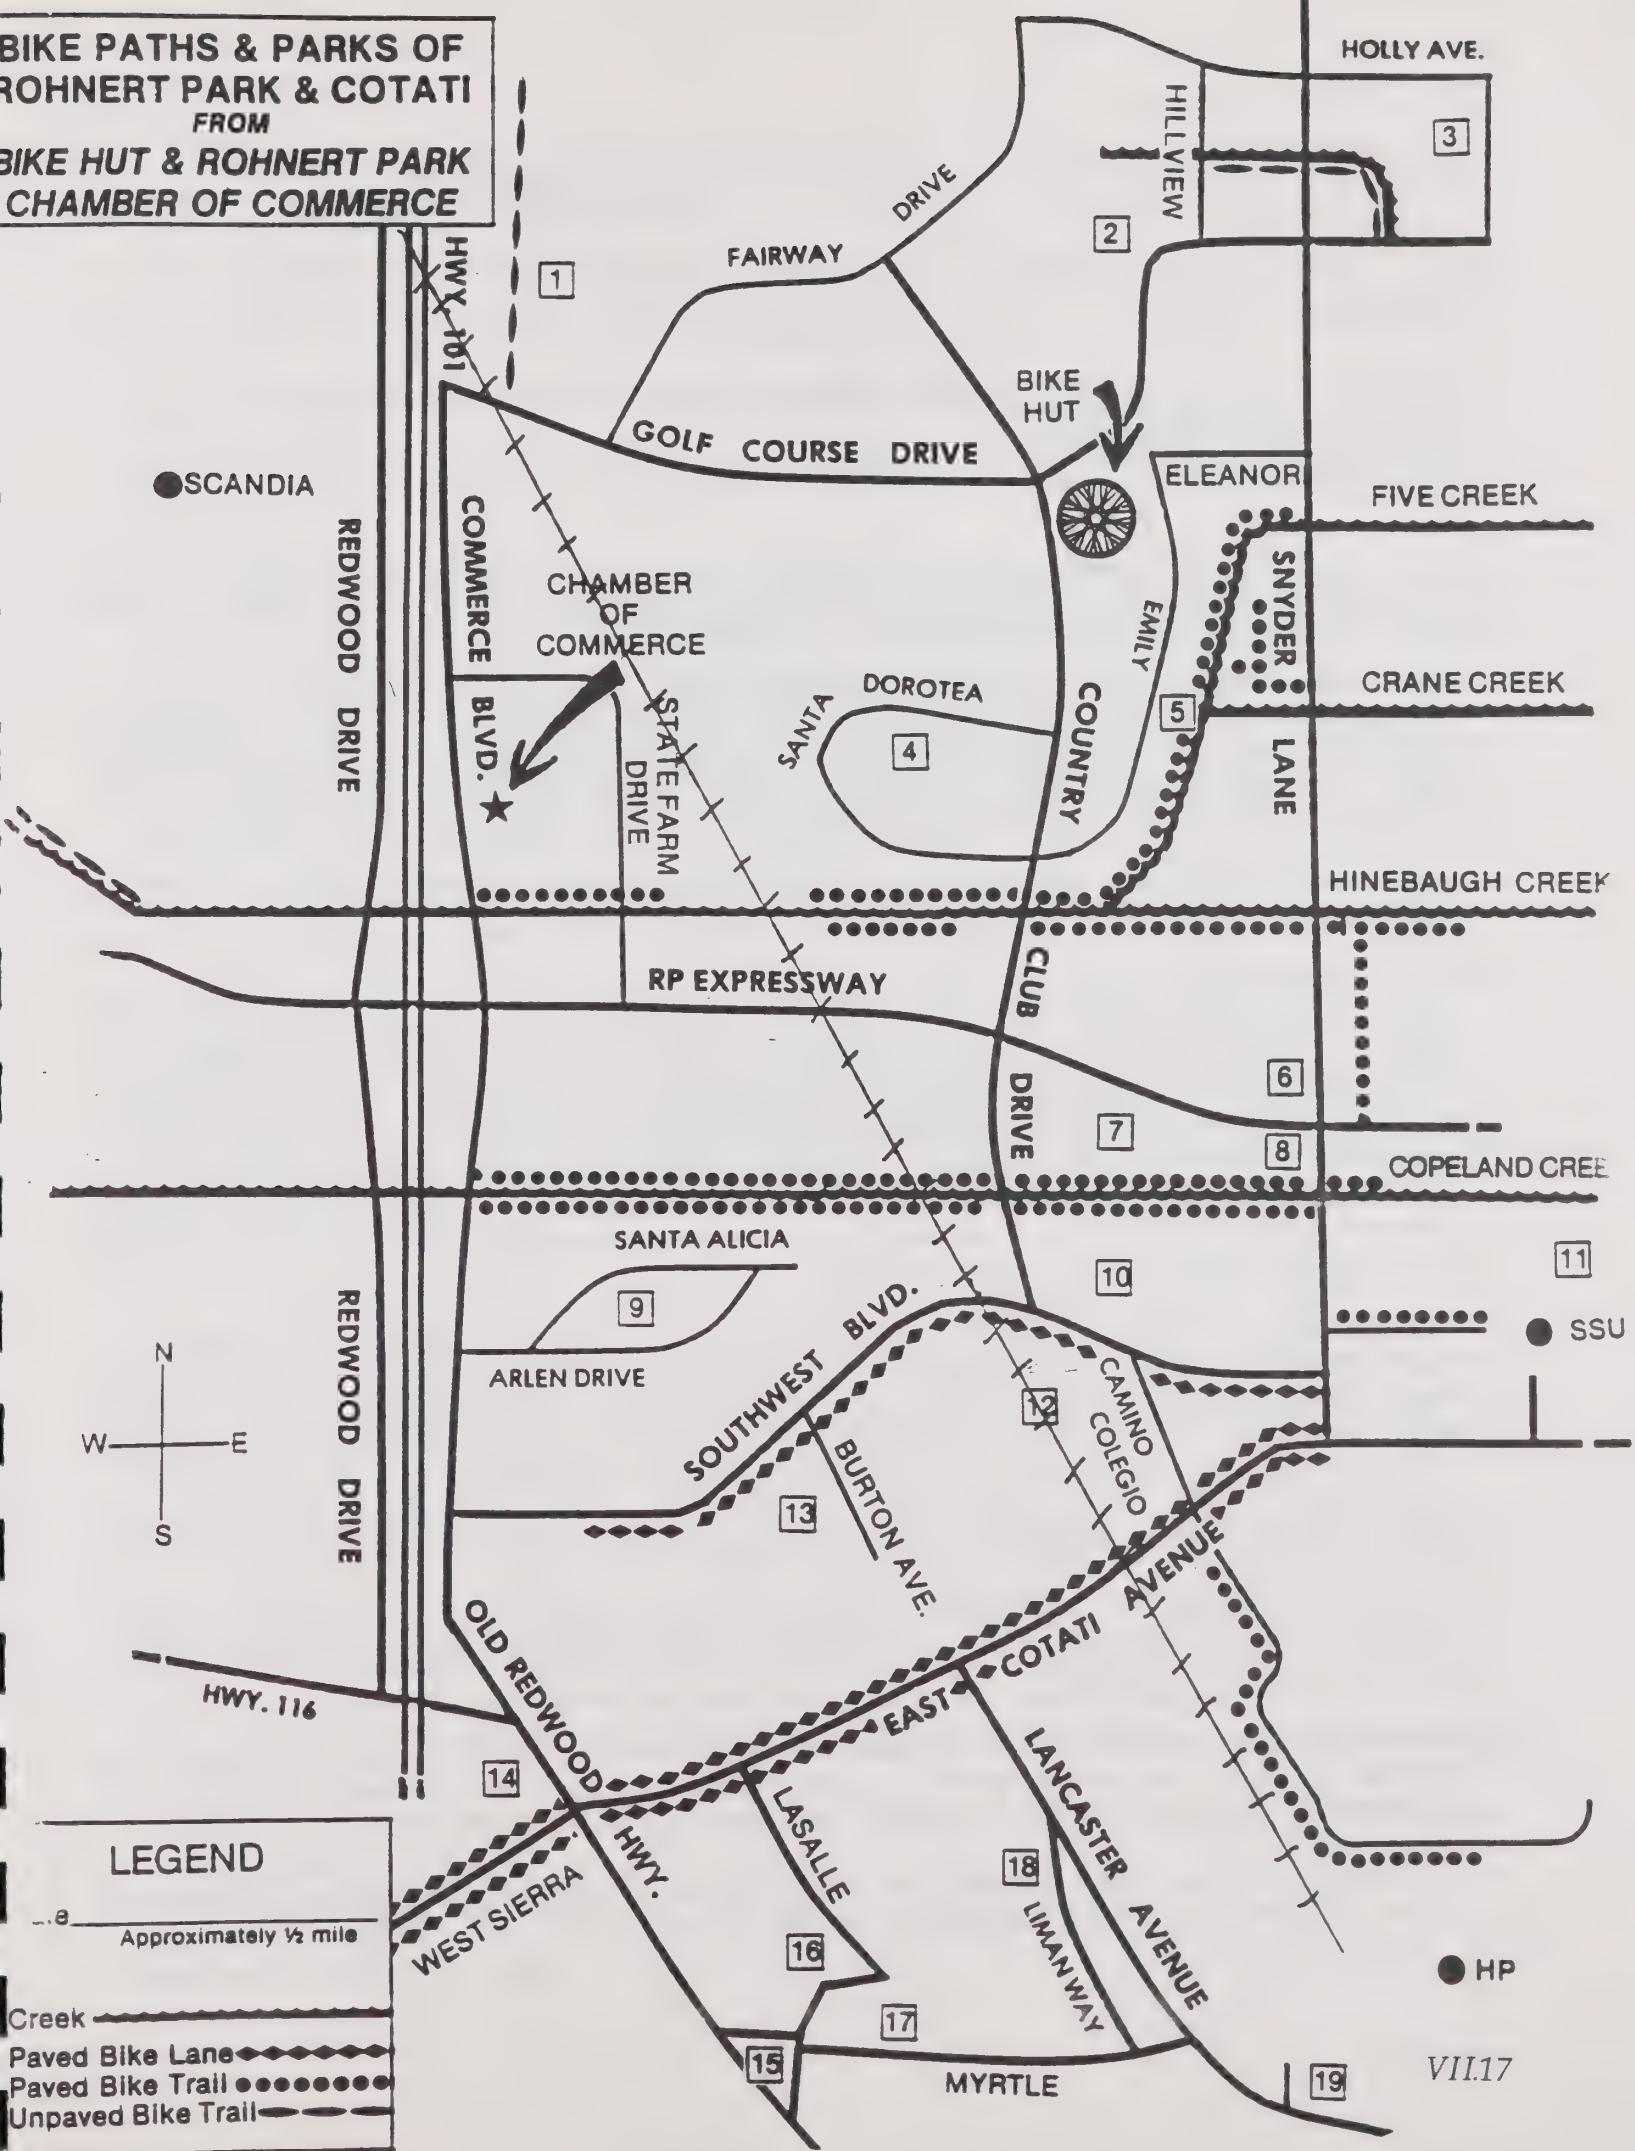 BIKE PATHS & PARKS OF
ROHNERT PARK & COTATI
FROM
BIKE HUT & ROHNERT PARK
CHAMBER OF COMMERCE
HOLLY AVE.
HILLVIEW
3
2
DRIVE
FAIRWAY
HWY. 101
1
BIKE
HUT
GOLF COURSE DRIVE
ELEANOR
SCANDIA
FIVE CREEK
REDWOOD DRIVE
COMMERCE BLVD.
CHAMBER
OF
COMMERCE
SNYDER LANE
EMILY
CRANE CREEK
SANTA DOROTEA
4
5
COUNTRY CLUB DRIVE
STATE FARM
DRIVE
HINEBAUGH CREEK
RP EXPRESSWAY
6
7
8
COPELAND CREE
SANTA ALICIA
9
10
11
ARLEN DRIVE
SSU
N
W E
S
REDWOOD DRIVE
SOUTHWEST BLVD.
12
CAMINO
COLEGIO
13
BURTON AVE.
OLD REDWOOD HWY.
EAST COTATI AVENUE
HWY. 116
14
LASALLE
LANCASTER AVENUE
WEST SIERRA
18
LIMAN WAY
16
17
HP
15
MYRTLE
19
LEGEND
Approximately ½ mile
Creek
Paved Bike Lane
Paved Bike Trail
Unpaved Bike Trail
VII.17